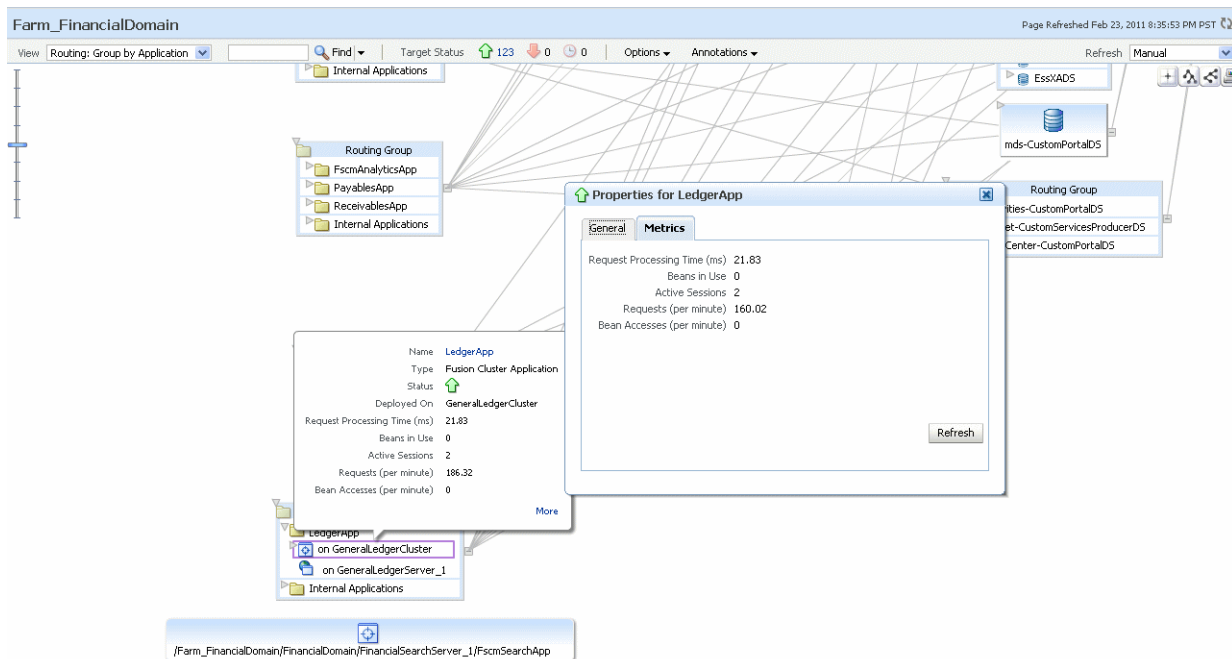 Farm_FinancialDomain
Page Refreshed Feb 23, 2011 8:35:53 PM PST
View Routing: Group by Application Find Target Status 123 0 0 Options Annotations Refresh Manual
Internal Applications
EssXADS
mds-CustomPortalDS
Routing Group
FscmAnalyticsApp
PayablesApp
ReceivablesApp
Internal Applications
Routing Group
ities-CustomPortalDS
et-CustomServicesProducerDS
Center-CustomPortalDS
Properties for LedgerApp
General Metrics
Request Processing Time (ms) 21.83
Beans in Use 0
Active Sessions 2
Requests (per minute) 160.02
Bean Accesses (per minute) 0
Refresh
Name LedgerApp
Type Fusion Cluster Application
Status
Deployed On GeneralLedgerCluster
Request Processing Time (ms) 21.83
Beans in Use 0
Active Sessions 2
Requests (per minute) 186.32
Bean Accesses (per minute) 0
More
LedgerApp
on GeneralLedgerCluster
on GeneralLedgerServer_1
Internal Applications
/Farm_FinancialDomain/FinancialDomain/FinancialSearchServer_1/FscmSearchApp